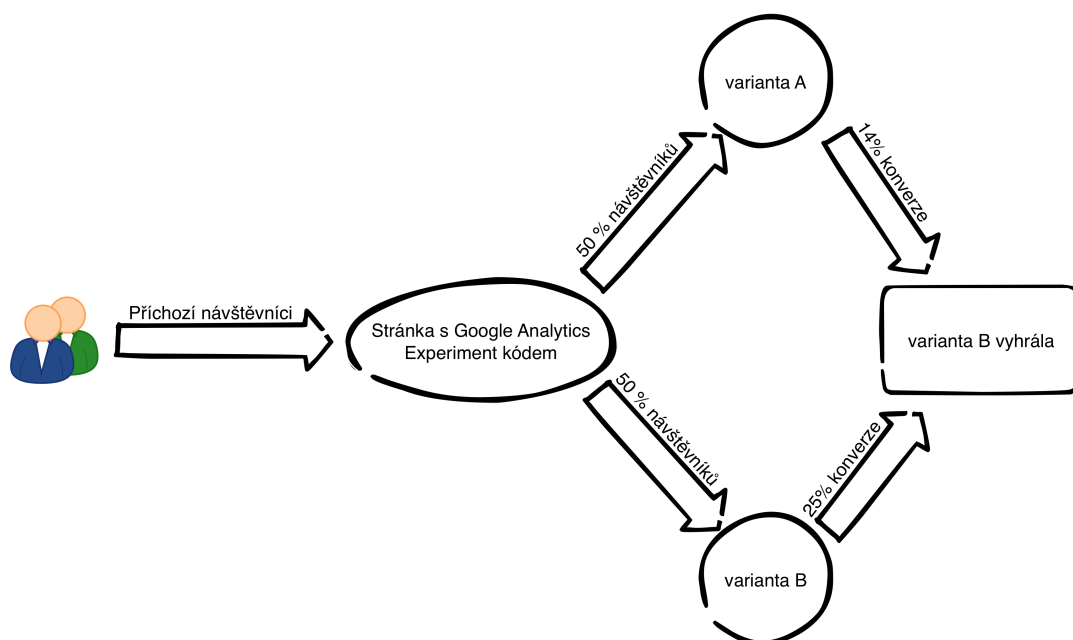 varianta A
50 % návštěvníků
14% konverze
Příchozí návštěvníci
Stránka s Google Analytics
Experiment kódem
varianta B vyhrála
50 % návštěvníků
25% konverze
varianta B